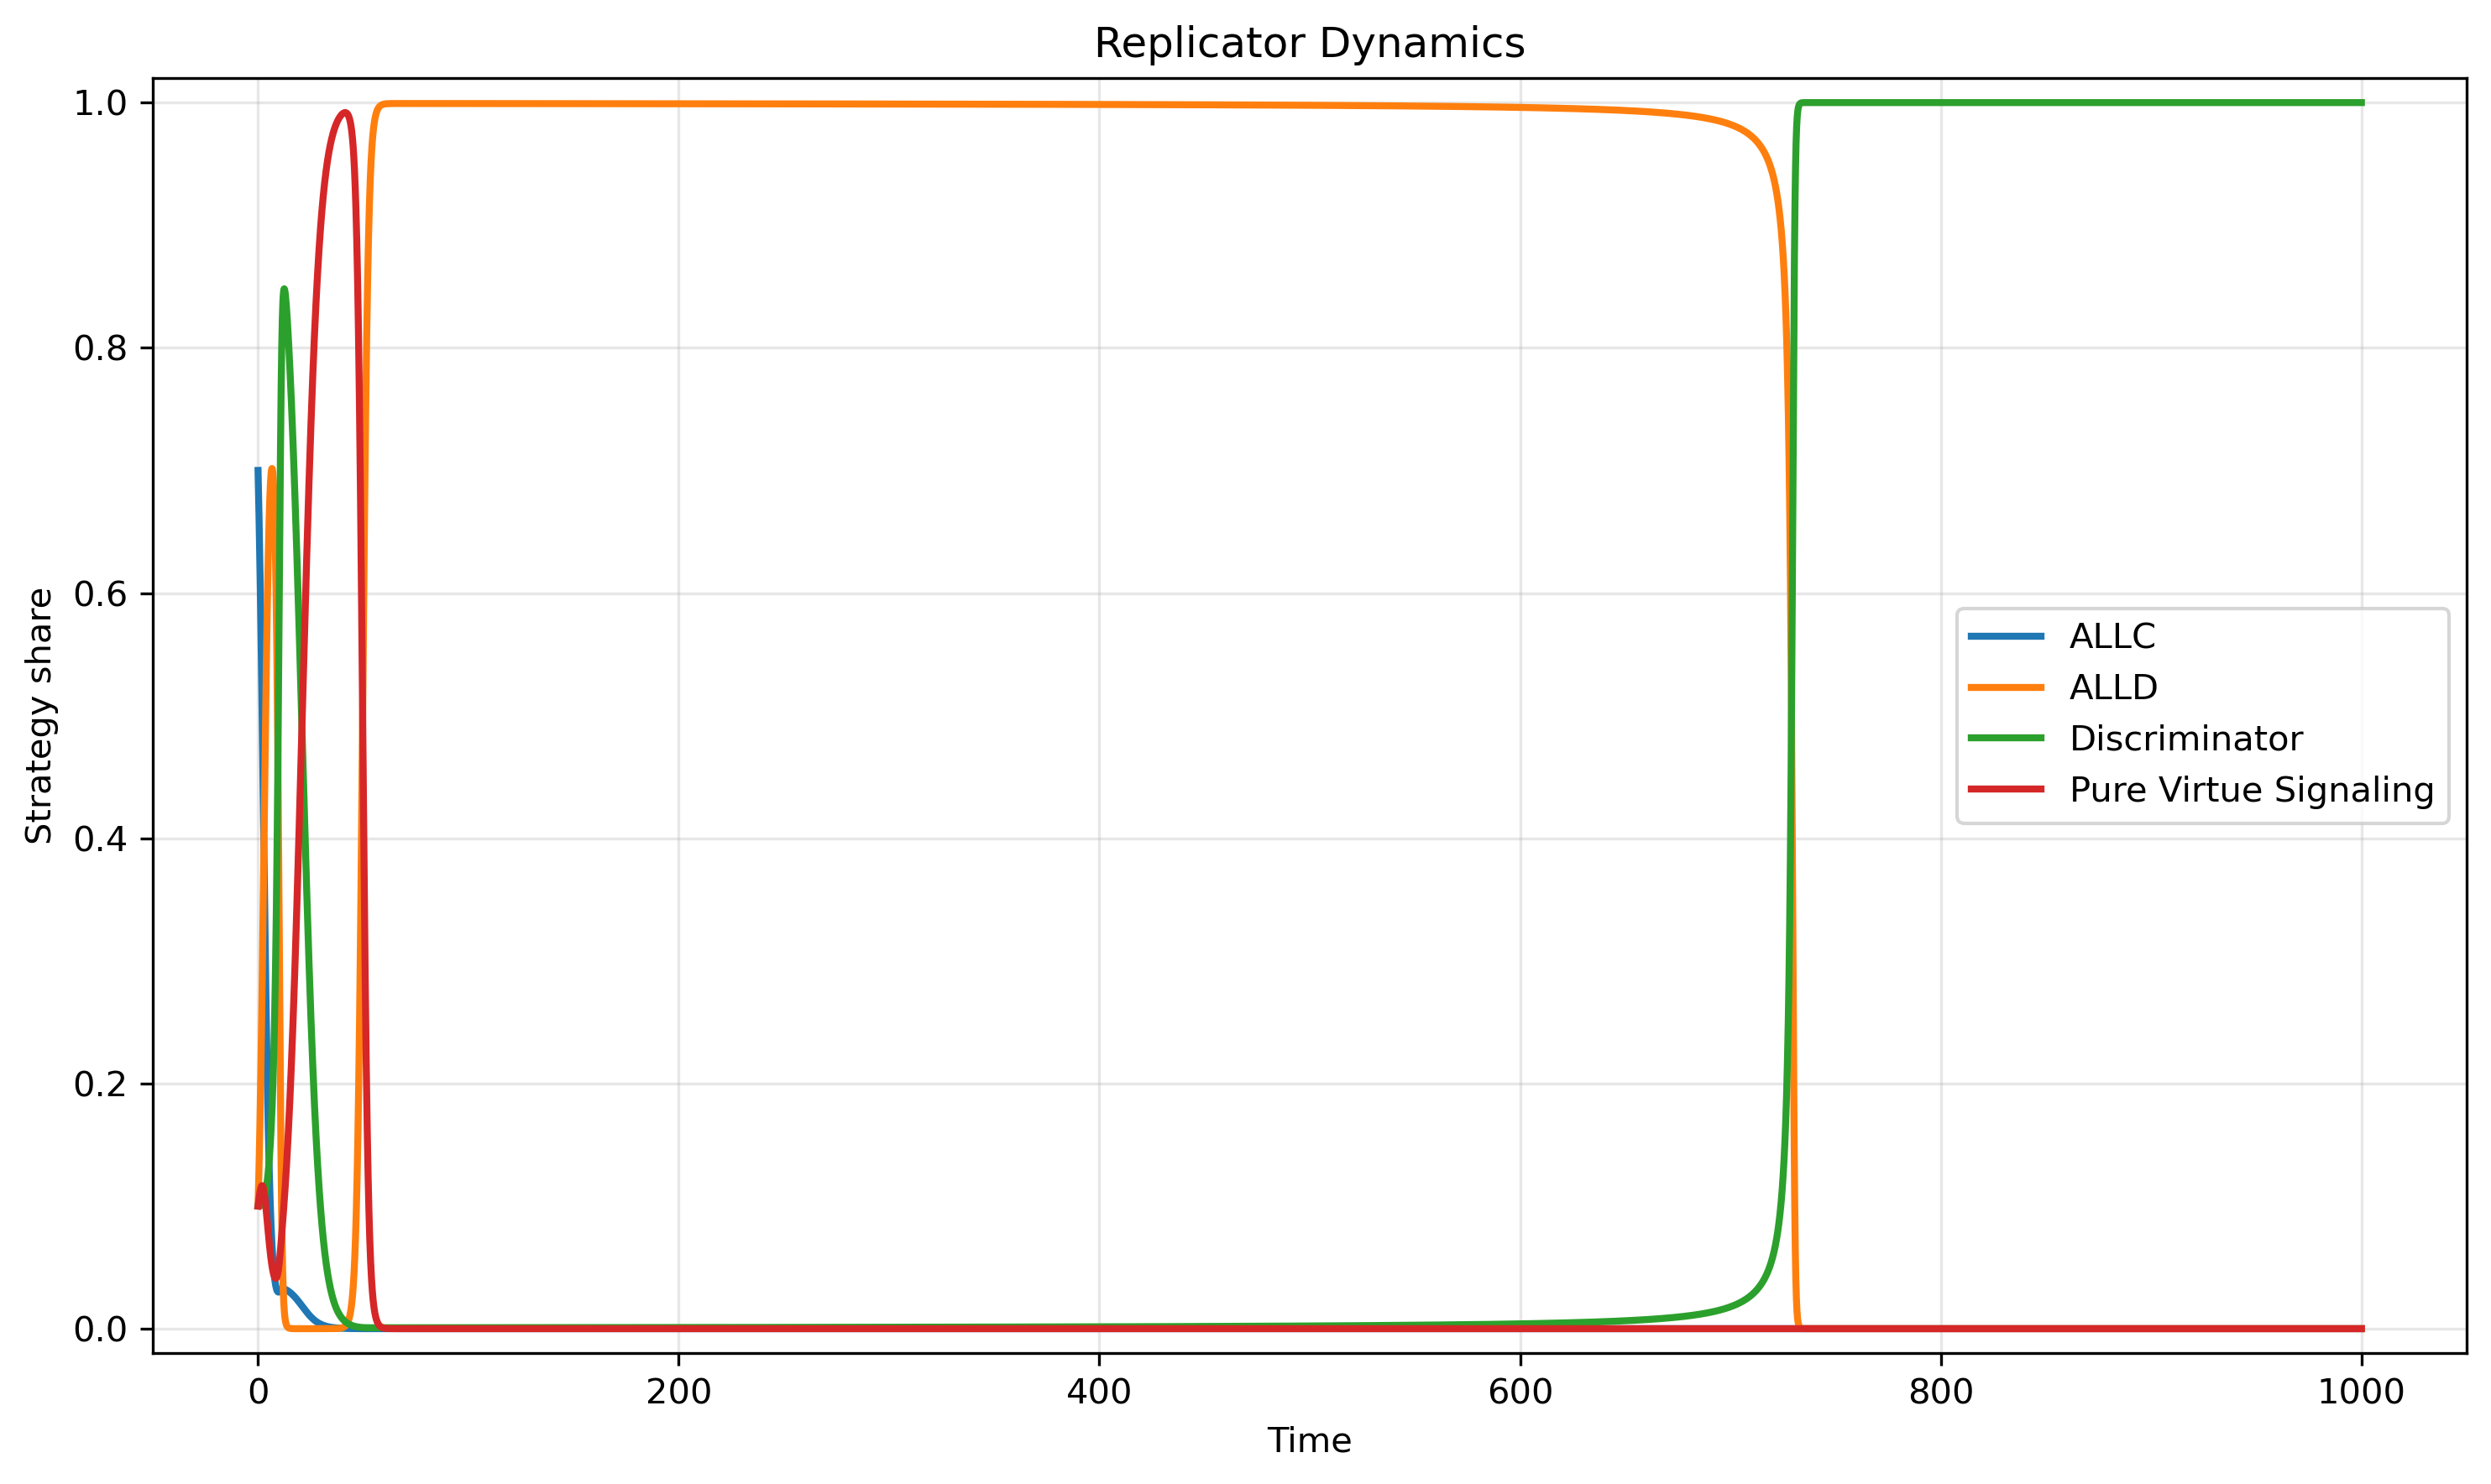 Replicator Dynamics
Strategy share
1.0
0.8
0.6
0.4
0.2
0.0
ALLC
ALLD
Discriminator
Pure Virtue Signaling
0
200
400
600
800
1000
Time